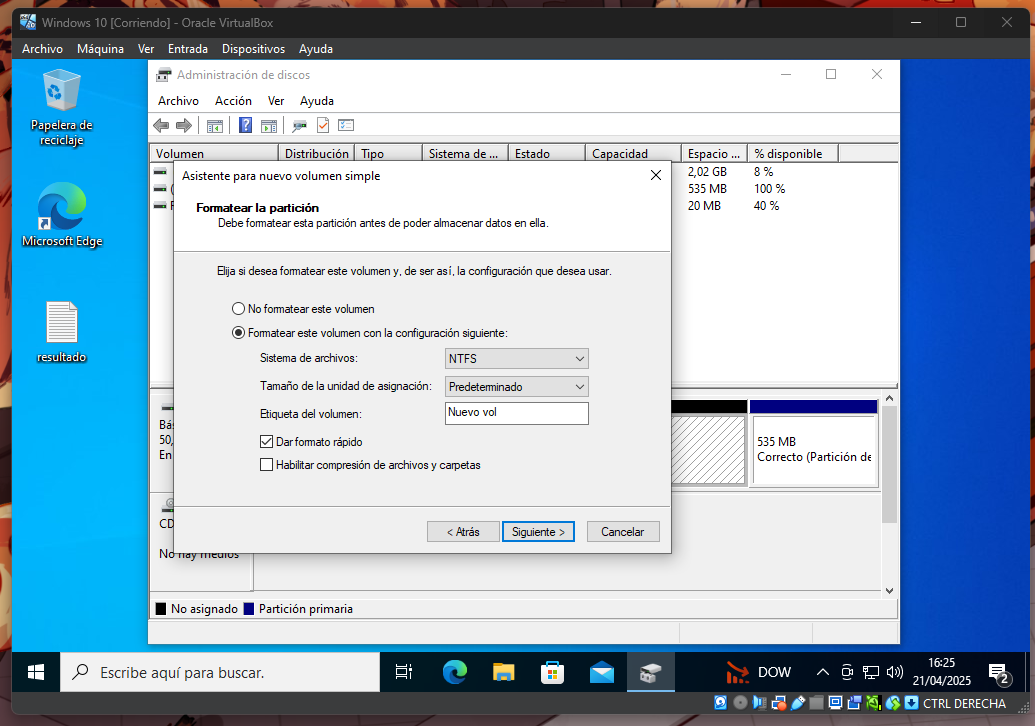 Windows 10 [Corriendo] - Oracle VirtualBox
Archivo Máquina Ver Entrada Dispositivos Ayuda
Papelera de
reciclaje
Microsoft Edge
resultado
Administración de discos
Archivo Acción Ver Ayuda
Volumen Distribución Tipo Sistema de ... Estado Capacidad Espacio ... % disponible
2,02 GB 8 %
535 MB 100 %
20 MB 40 %
Asistente para nuevo volumen simple
Formatear la partición
Debe formatear esta partición antes de poder almacenar datos en ella.
Elija si desea formatear este volumen y, de ser así, la configuración que desea usar.
No formatear este volumen
Formatear este volumen con la configuración siguiente:
Sistema de archivos: NTFS
Tamaño de la unidad de asignación: Predeterminado
Etiqueta del volumen: Nuevo vol
Dar formato rápido
Habilitar compresión de archivos y carpetas
< Atrás Siguiente > Cancelar
Bás
50,
En
535 MB
Correcto (Partición de
CD
No hay medios
No asignado Partición primaria
Escribe aquí para buscar.
DOW
16:25
21/04/2025
2
CTRL DERECHA